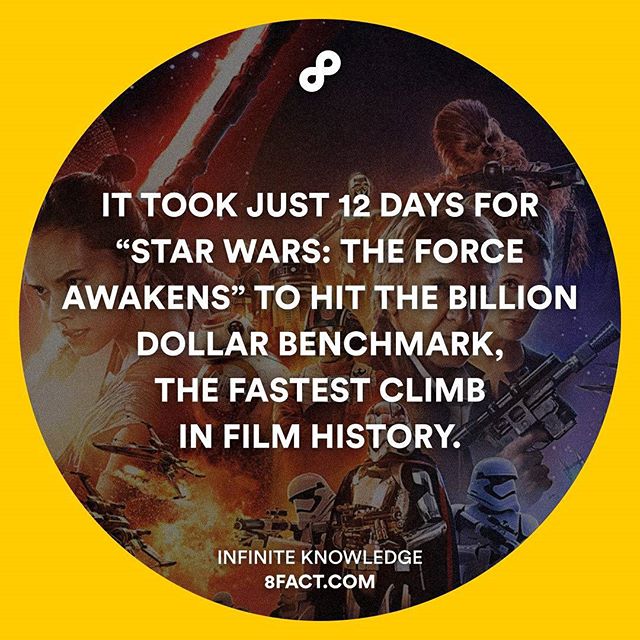 IT TOOK JUST 12 DAYS FOR
“STAR WARS: THE FORCE
AWAKENS” TO HIT THE BILLION
DOLLAR BENCHMARK,
THE FASTEST CLIMB
IN FILM HISTORY.
INFINITE KNOWLEDGE
8FACT.COM